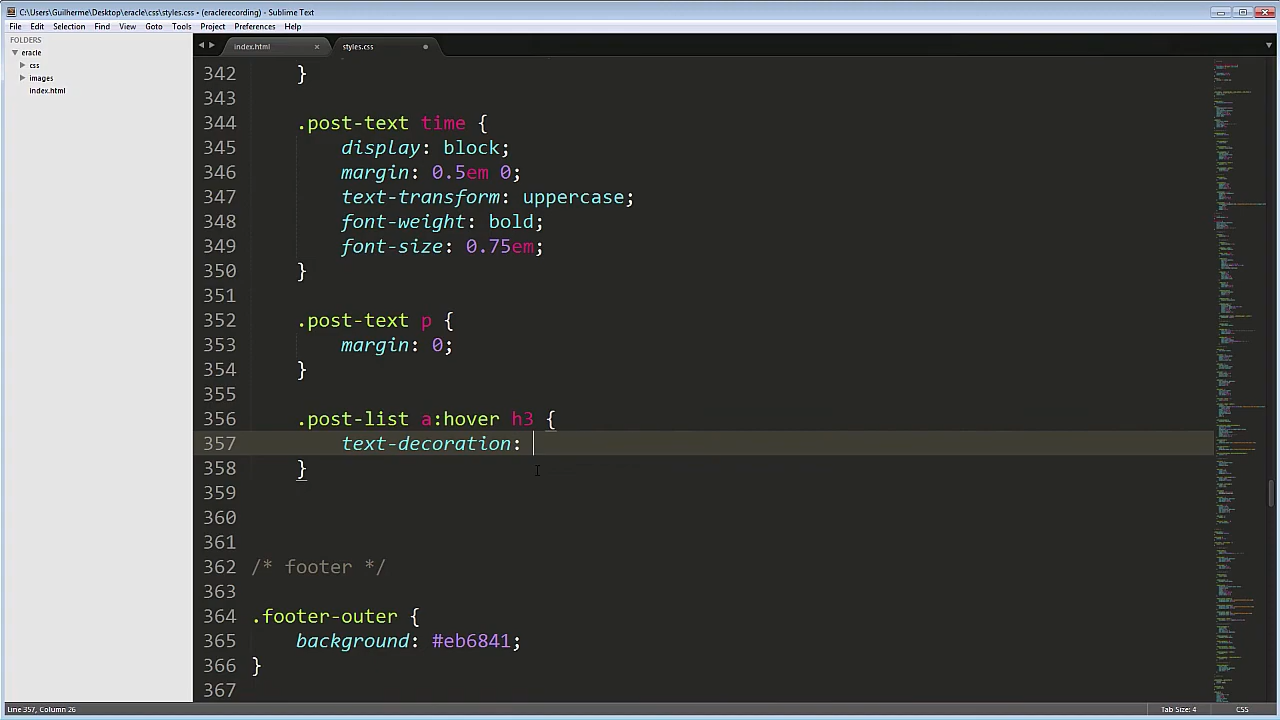 C:\Users\Guilherme\Desktop\eracle\css\styles.css • (eraclerecording) - Sublime Text
File Edit Selection Find View Goto Tools Project Preferences Help
FOLDERS
eracle
css
images
index.html
index.html × styles.css
342 }
343
344 .post-text time {
345 display: block;
346 margin: 0.5em 0;
347 text-transform: uppercase;
348 font-weight: bold;
349 font-size: 0.75em;
350 }
351
352 .post-text p {
353 margin: 0;
354 }
355
356 .post-list a:hover h3 {
357 text-decoration:
358 }
359
360
361
362 /* footer */
363
364 .footer-outer {
365 background: #eb6841;
366 }
367
Line 357, Column 26 Tab Size: 4 CSS